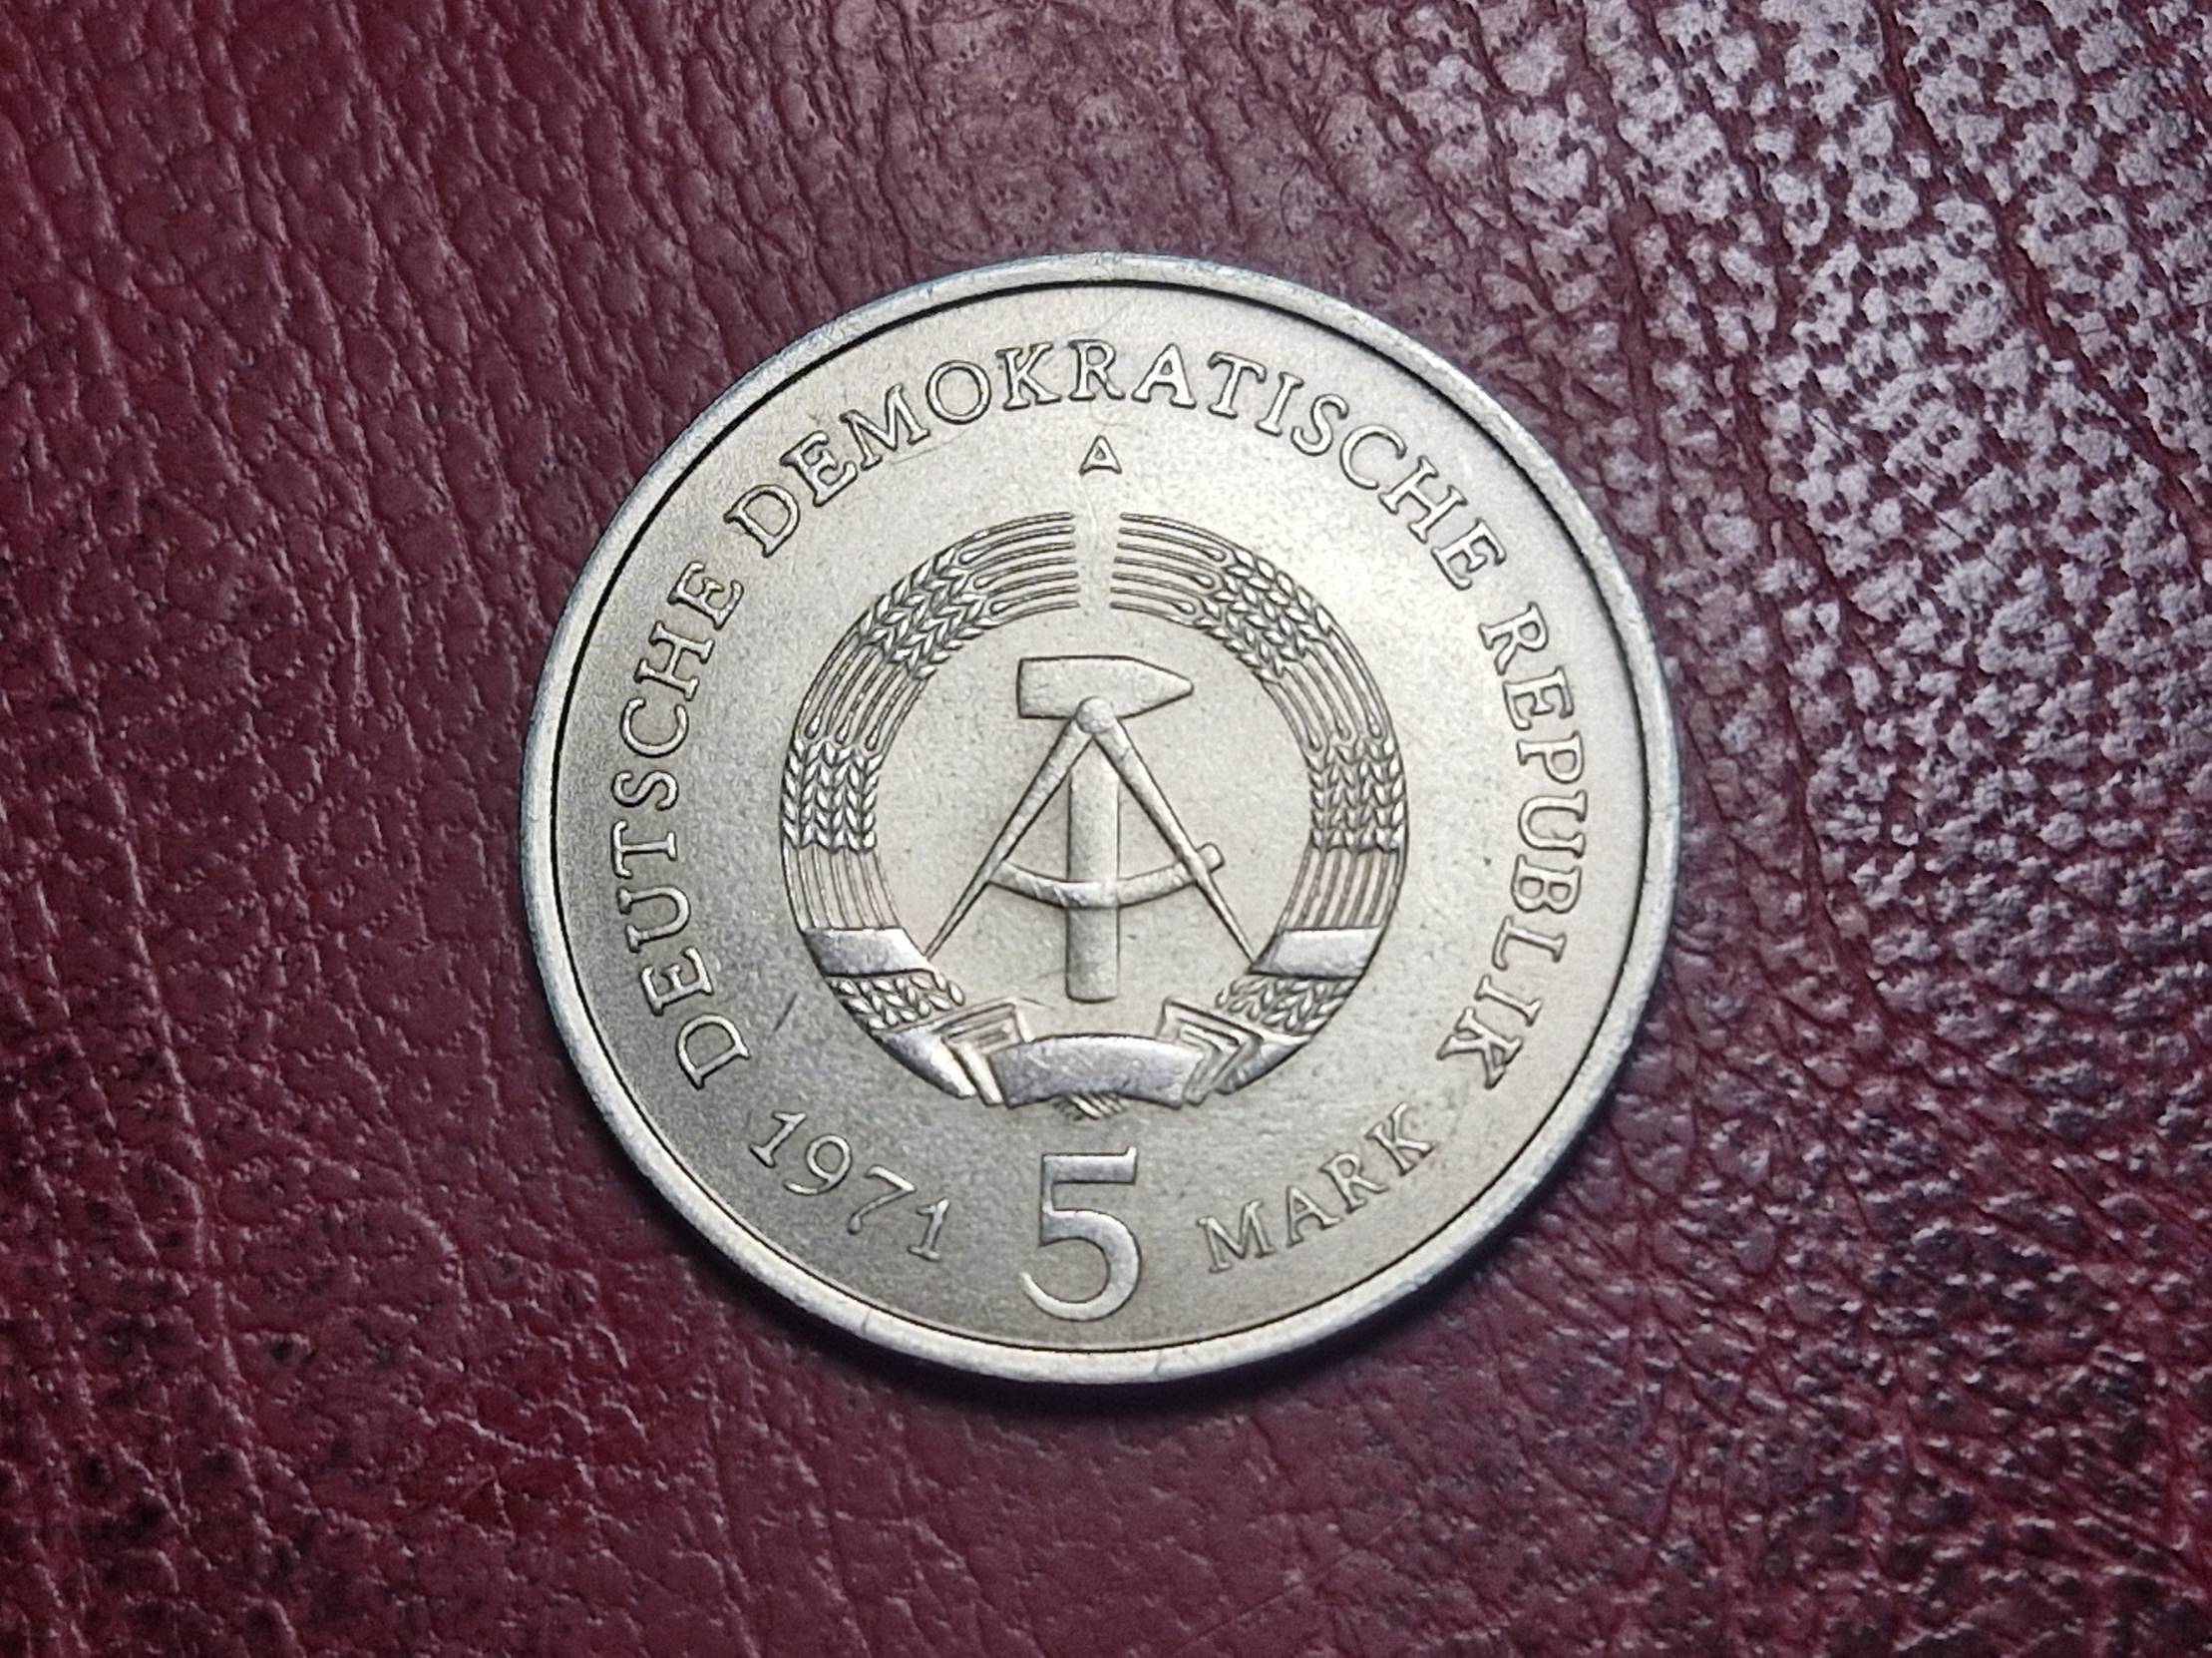 DEUTSCHE DEMOKRATISCHE REPUBLIK
A
1971 5 MARK